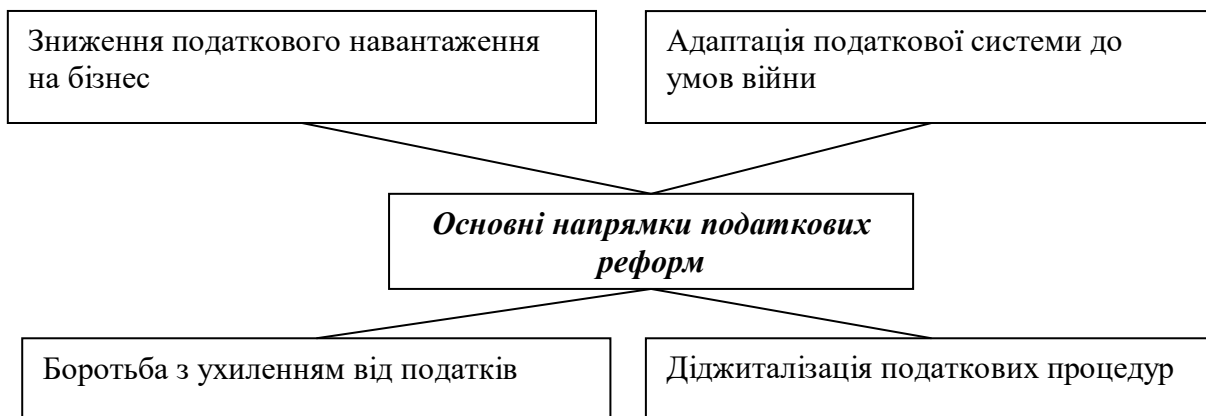 Зниження податкового навантаження
на бізнес
Адаптація податкової системи до
умов війни
Основні напрямки податкових
реформ
Боротьба з ухиленням від податків
Діджиталізація податкових процедур